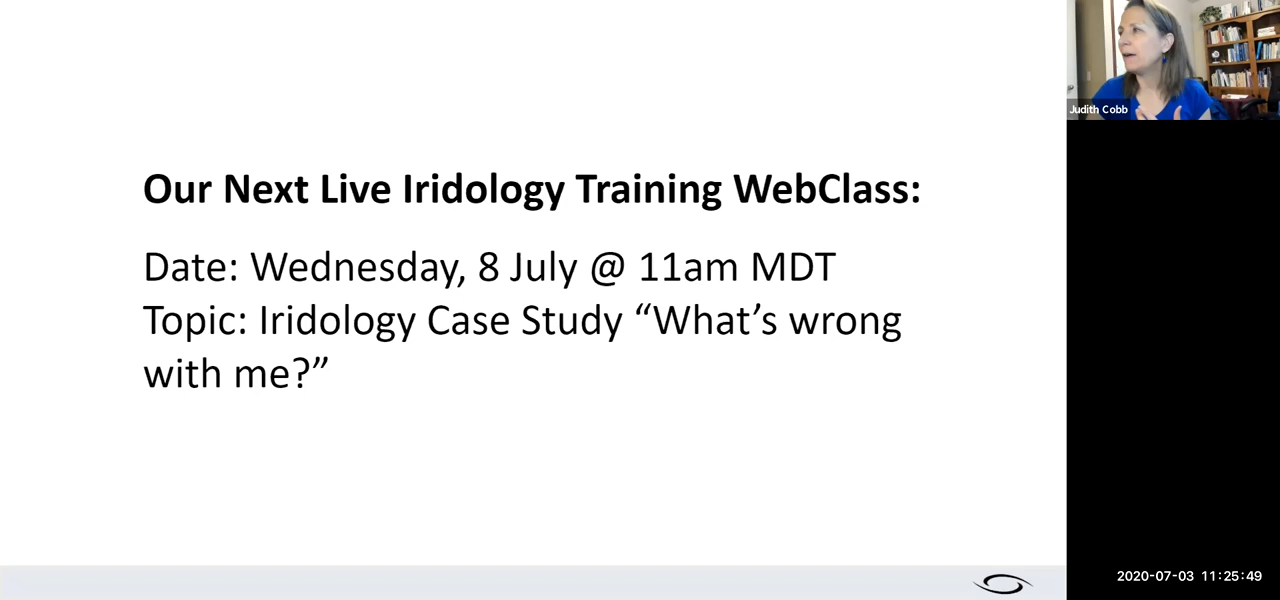 Judith Cobb
Our Next Live Iridology Training WebClass:
Date: Wednesday, 8 July @ 11am MDT
Topic: Iridology Case Study “What’s wrong
with me?”
2020-07-03 11:25:49